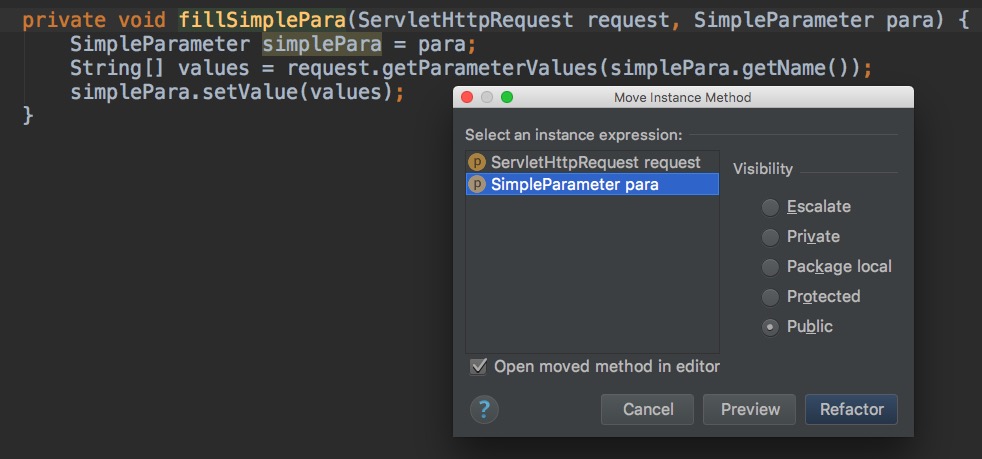 private void fillSimplePara(ServletHttpRequest request, SimpleParameter para) {
    SimpleParameter simplePara = para;
    String[] values = request.getParameterValues(simplePara.getName());
    simplePara.setValue(values);
}
Move Instance Method
Select an instance expression:
p ServletHttpRequest request
p SimpleParameter para
Visibility
Escalate
Private
Package local
Protected
Public
Open moved method in editor
? Cancel Preview Refactor